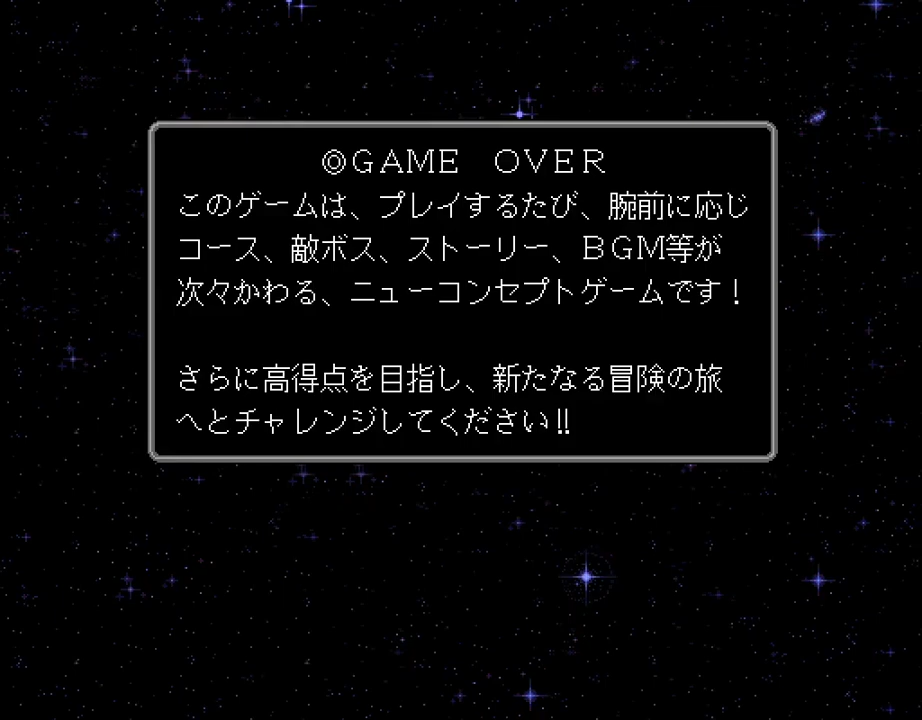 ◎GAME OVER
このゲームは、プレイするたび、腕前に応じ
コース、敵ボス、ストーリー、BGM等が
次々かわる、ニューコンセプトゲームです！
さらに高得点を目指し、新たなる冒険の旅
へとチャレンジしてください!!